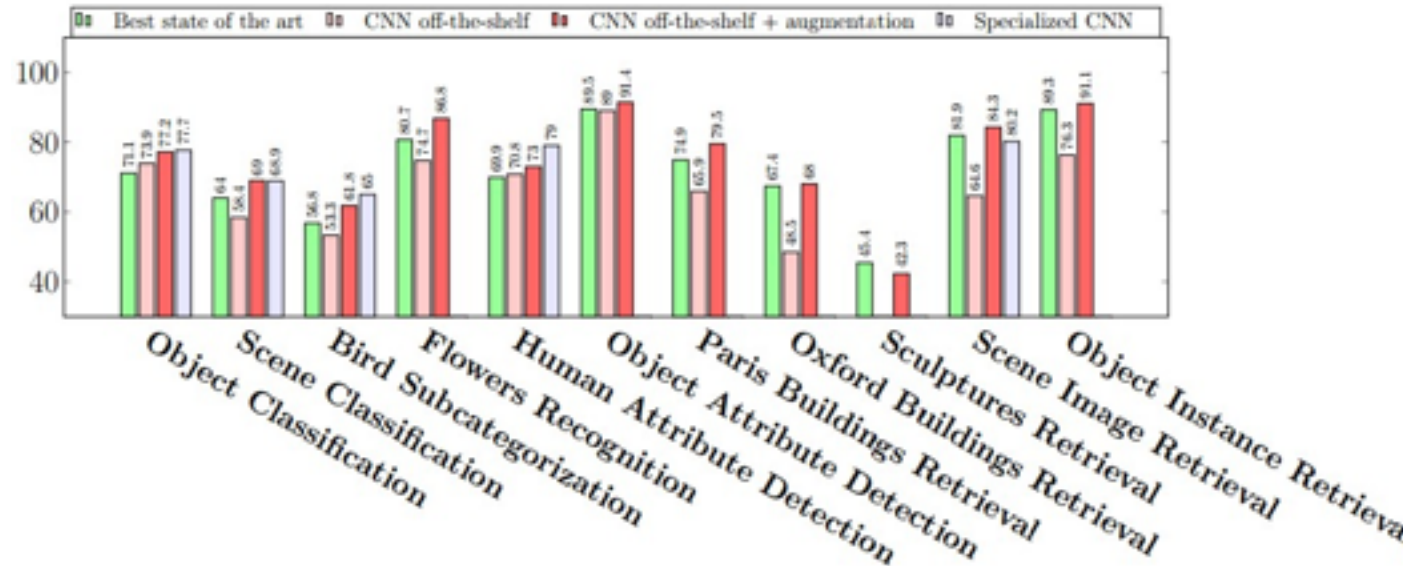 Best state of the art CNN off-the-shelf CNN off-the-shelf + augmentation Specialized CNN
100
80
60
40
71.1 73.9 77.2 77.7
64 58.4 69 68.9
56.8 53.3 61.8 65
80.7 74.7 86.8
69.9 70.8 73 79
89.5 89 91.4
74.9 65.9 79.5
67.4 48.5 68
45.4 42.3
81.9 64.6 84.3 80.2
89.3 76.3 91.1
Object Classification
Scene Classification
Bird Subcategorization
Flowers Recognition
Human Attribute Detection
Object Attribute Detection
Paris Buildings Retrieval
Oxford Buildings Retrieval
Sculptures Retrieval
Scene Image Retrieval
Object Instance Retrieva